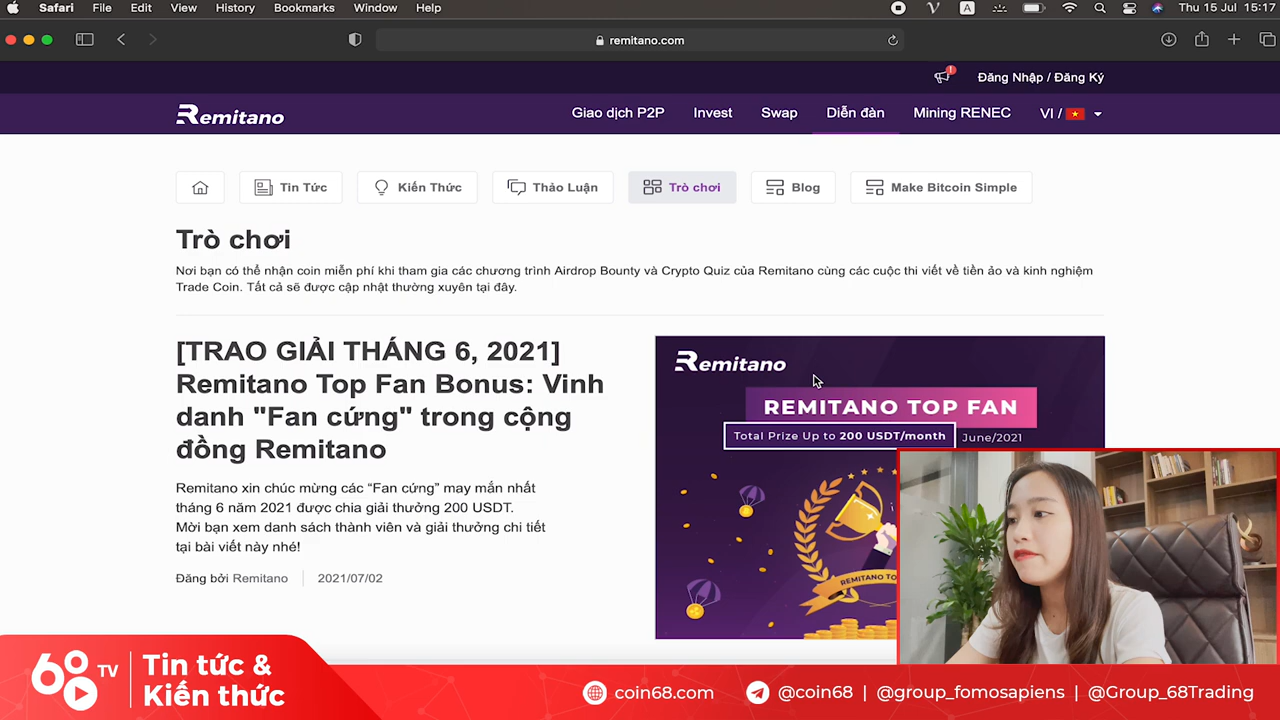 Safari File Edit View History Bookmarks Window Help A Thu 15 Jul 15:17
remitano.com
Đăng Nhập / Đăng Ký
Remitano Giao dịch P2P Invest Swap Diễn đàn Mining RENEC VI /
Tin Tức Kiến Thức Thảo Luận Trò chơi Blog Make Bitcoin Simple
Trò chơi
Nơi bạn có thể nhận coin miễn phí khi tham gia các chương trình Airdrop Bounty và Crypto Quiz của Remitano cùng các cuộc thi viết về tiền ảo và kinh nghiệm
Trade Coin. Tất cả sẽ được cập nhật thường xuyên tại đây.
[TRAO GIẢI THÁNG 6, 2021]
Remitano Top Fan Bonus: Vinh
danh "Fan cứng" trong cộng
đồng Remitano
Remitano xin chúc mừng các “Fan cứng” may mắn nhất
tháng 6 năm 2021 được chia giải thưởng 200 USDT.
Mời bạn xem danh sách thành viên và giải thưởng chi tiết
tại bài viết này nhé!
Đăng bởi Remitano 2021/07/02
Remitano
REMITANO TOP FAN
Total Prize Up to 200 USDT/month June/2021
REMITANO TO
68 TV
Tin tức &
Kiến thức
coin68.com @coin68 | @group_fomosapiens | @Group_68Trading